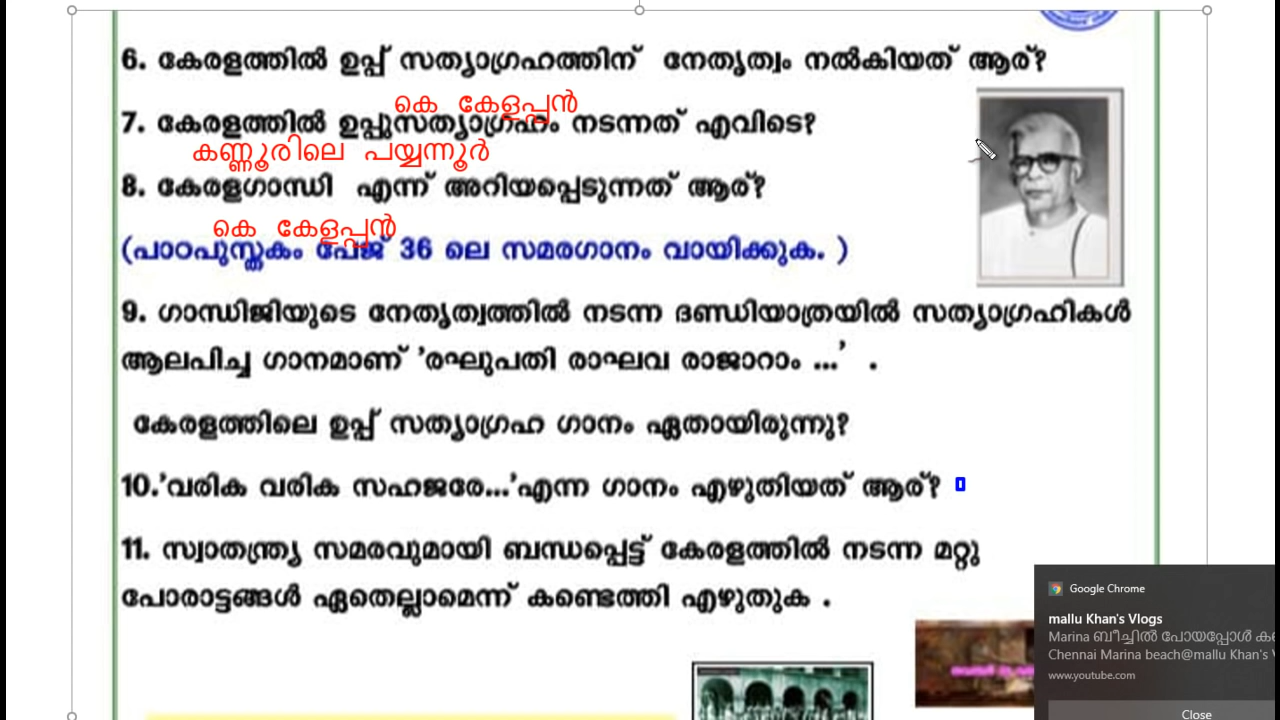 6. കേരളത്തിൽ ഉപ്പ് സത്യാഗ്രഹത്തിന് നേതൃത്വം നൽകിയത് ആര്?
കെ കേളപ്പൻ
7. കേരളത്തിൽ ഉപ്പുസത്യാഗ്രഹം നടന്നത് എവിടെ?
കണ്ണൂരിലെ പയ്യന്നൂർ
8. കേരളഗാന്ധി എന്ന് അറിയപ്പെടുന്നത് ആര്?
കെ കേളപ്പൻ
(പാഠപുസ്തകം പേജ് 36 ലെ സമരഗാനം വായിക്കുക. )
9. ഗാന്ധിജിയുടെ നേതൃത്വത്തിൽ നടന്ന ദണ്ഡിയാത്രയിൽ സത്യാഗ്രഹികൾ
ആലപിച്ച ഗാനമാണ് 'രഘുപതി രാഘവ രാജാറാം ...' .
കേരളത്തിലെ ഉപ്പ് സത്യാഗ്രഹ ഗാനം ഏതായിരുന്നു?
10.'വരിക വരിക സഹജരേ...'എന്ന ഗാനം എഴുതിയത് ആര്?
11. സ്വാതന്ത്ര്യ സമരവുമായി ബന്ധപ്പെട്ട് കേരളത്തിൽ നടന്ന മറ്റു
പോരാട്ടങ്ങൾ ഏതെല്ലാമെന്ന് കണ്ടെത്തി എഴുതുക .
Google Chrome
mallu Khan's Vlogs
Marina ബീച്ചിൽ പോയപ്പോൾ
Chennai Marina beach@mallu Khan's
www.youtube.com
Close